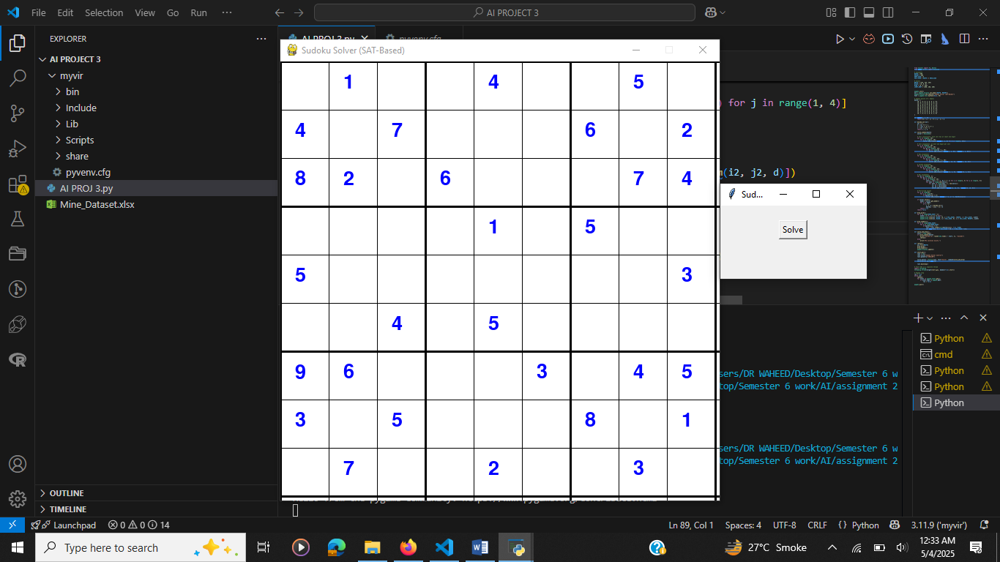 File Edit Selection View Go Run ··· AI PROJECT 3
EXPLORER ···
AI PROJECT 3
myvir
bin
Include
Lib
Scripts
share
pyvenv.cfg
AI PROJ 3.py
Mine_Dataset.xlsx
OUTLINE
TIMELINE
AI PROJ 3.py pyvenv.cfg
Sudoku Solver (SAT-Based)
1 4 5
4 7 6 2
8 2 6 7 4
1 5
5 3
4 5
9 6 3 4 5
3 5 8 1
7 2 3
) for j in range(1, 4)]
(i2, j2, d)])
Sud...
Solve
sers/DR WAHEED/Desktop/Semester 6 w
top/Semester 6 work/AI/assignment 2
sers/DR WAHEED/Desktop/Semester 6 w
top/Semester 6 work/AI/assignment 2
Python
cmd
Python
Python
Python
Launchpad 0 0 14 Ln 89, Col 1 Spaces: 4 UTF-8 CRLF {} Python 3.11.9 ('myvir')
Type here to search 27°C Smoke 12:33 AM
5/4/2025